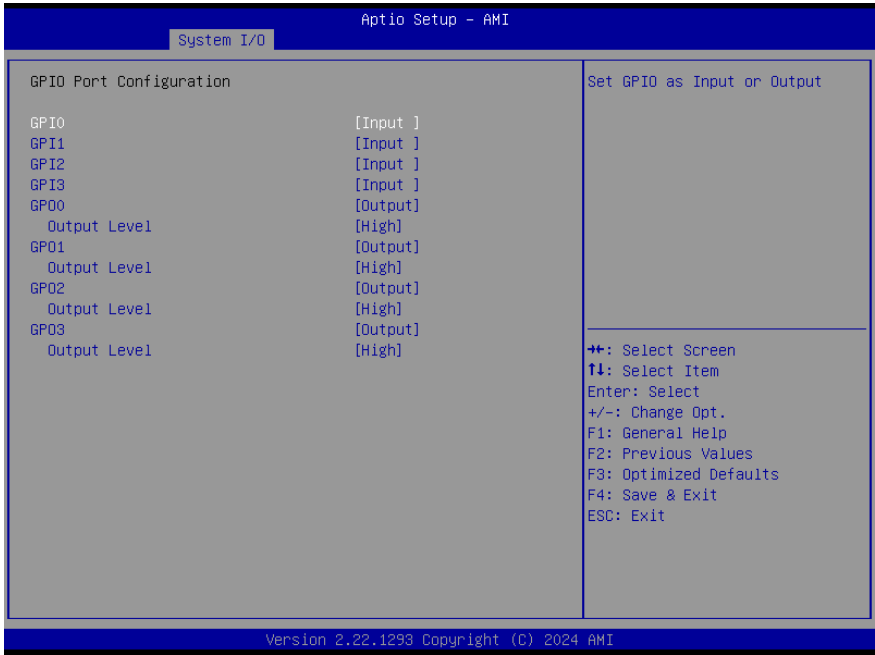 Aptio Setup - AMI
System I/O
GPIO Port Configuration
Set GPIO as Input or Output
GPI0 [Input ]
GPI1 [Input ]
GPI2 [Input ]
GPI3 [Input ]
GPO0 [Output]
Output Level [High]
GPO1 [Output]
Output Level [High]
GPO2 [Output]
Output Level [High]
GPO3 [Output]
Output Level [High]
→←: Select Screen
↑↓: Select Item
Enter: Select
+/-: Change Opt.
F1: General Help
F2: Previous Values
F3: Optimized Defaults
F4: Save & Exit
ESC: Exit
Version 2.22.1293 Copyright (C) 2024 AMI